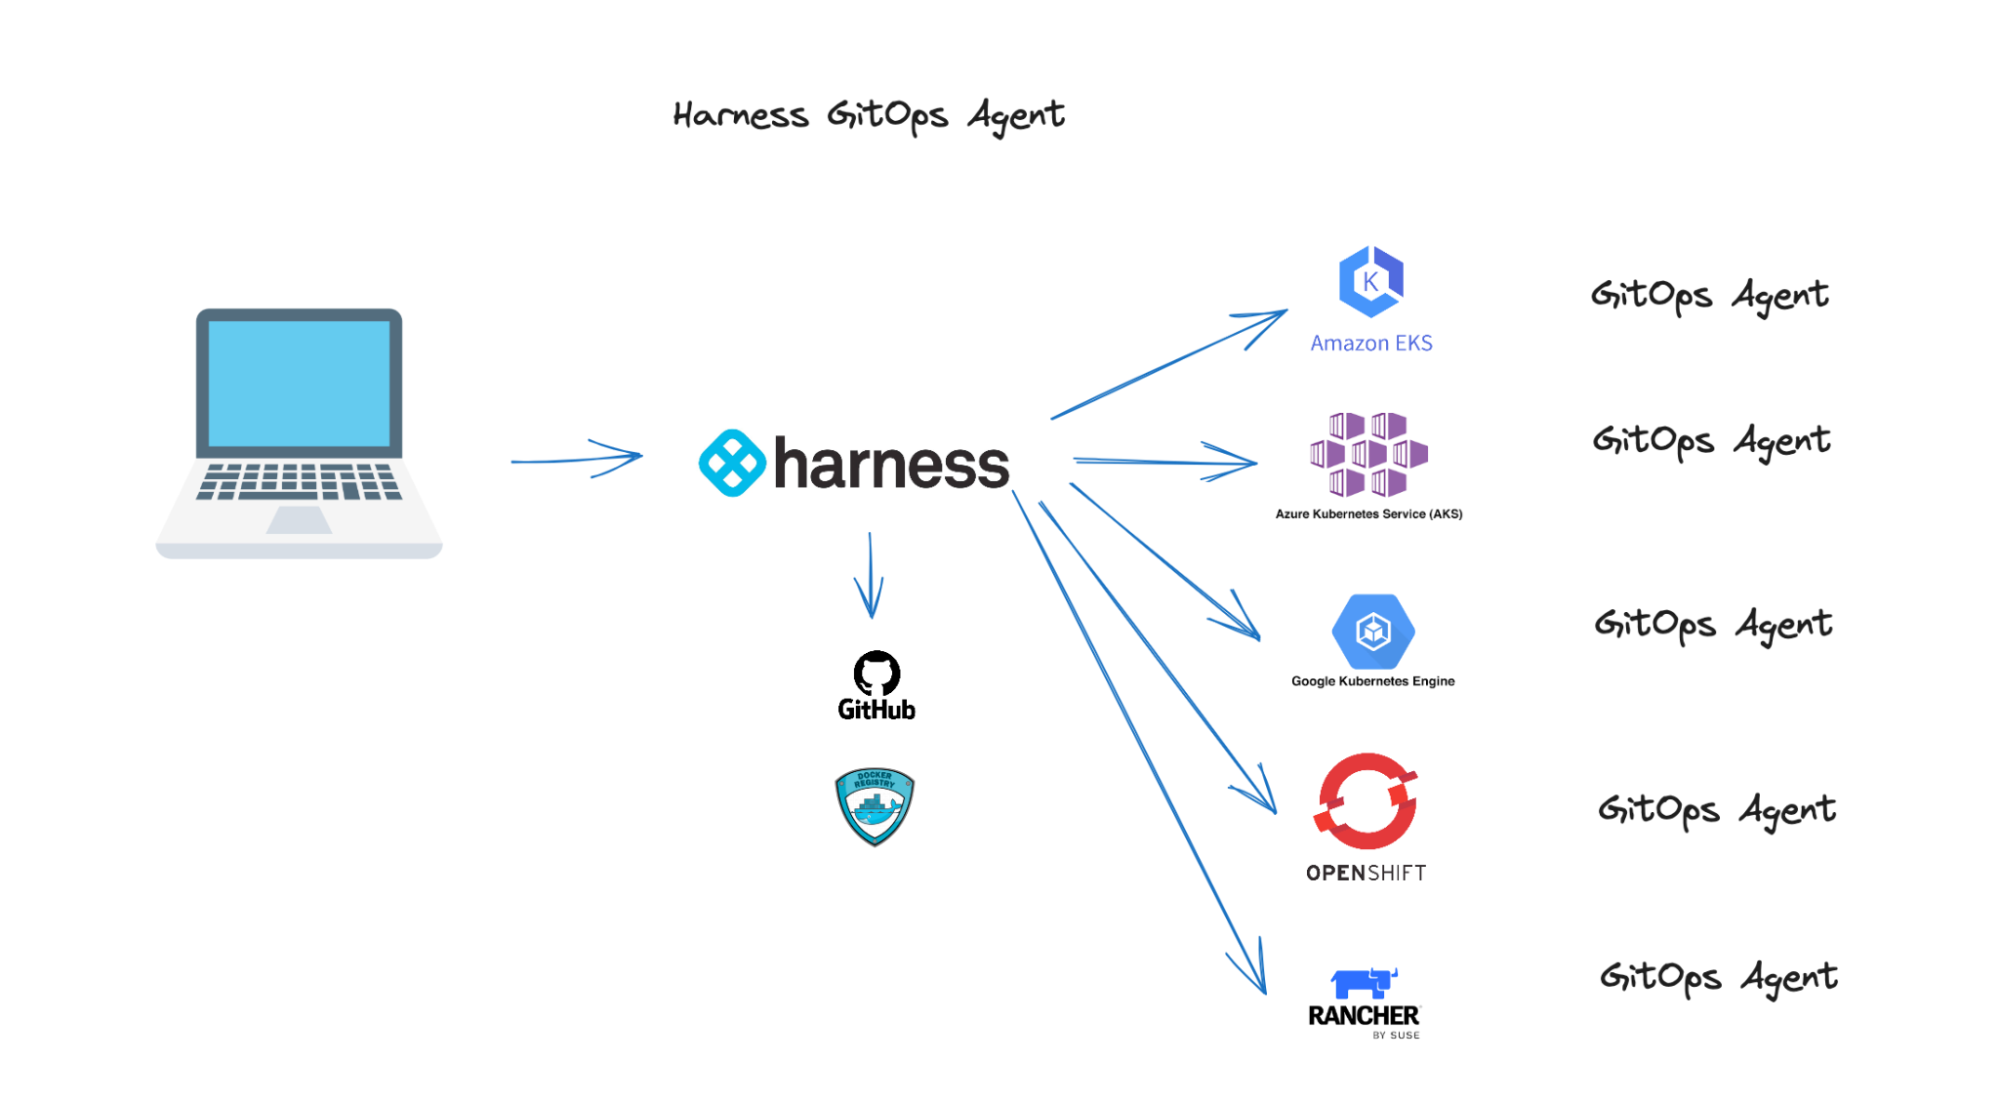 Harness GitOps Agent
K
Amazon EKS
GitOps Agent
harness
Azure Kubernetes Service (AKS)
GitOps Agent
GitHub
DOCKER
REGISTRY
Google Kubernetes Engine
GitOps Agent
OPENSHIFT
GitOps Agent
RANCHER
BY SUSE
GitOps Agent